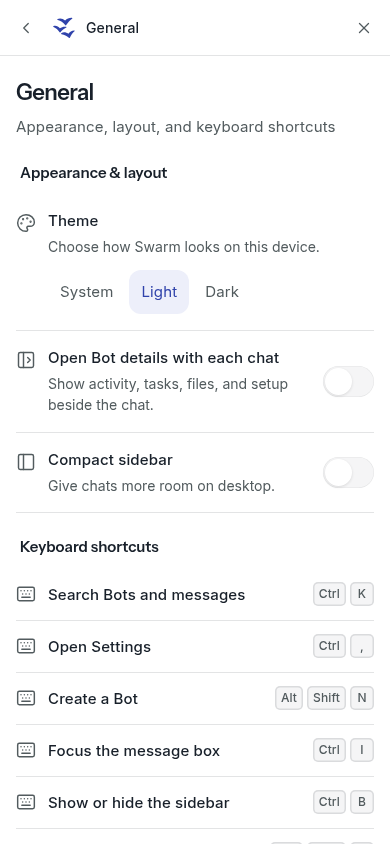 General
General
Appearance, layout, and keyboard shortcuts
Appearance & layout
Theme
Choose how Swarm looks on this device.
System Light Dark
Open Bot details with each chat
Show activity, tasks, files, and setup
beside the chat.
Compact sidebar
Give chats more room on desktop.
Keyboard shortcuts
Search Bots and messages Ctrl K
Open Settings Ctrl ,
Create a Bot Alt Shift N
Focus the message box Ctrl I
Show or hide the sidebar Ctrl B